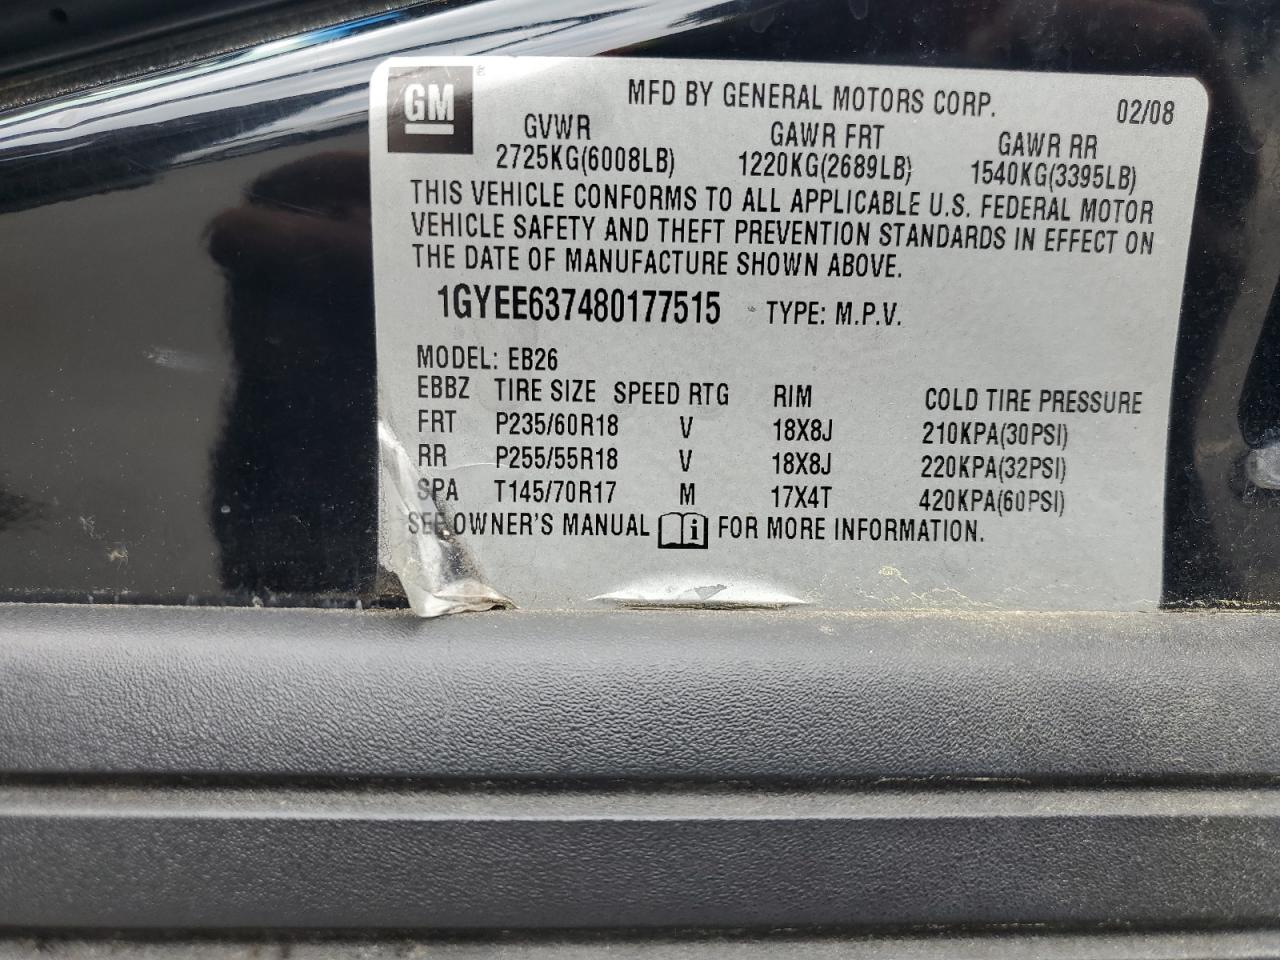 GM ®
MFD BY GENERAL MOTORS CORP. 02/08
GVWR GAWR FRT GAWR RR
2725KG(6008LB) 1220KG(2689LB) 1540KG(3395LB)
THIS VEHICLE CONFORMS TO ALL APPLICABLE U.S. FEDERAL MOTOR
VEHICLE SAFETY AND THEFT PREVENTION STANDARDS IN EFFECT ON
THE DATE OF MANUFACTURE SHOWN ABOVE.
1GYEE637480177515 TYPE: M.P.V.
MODEL: EB26
EBBZ TIRE SIZE SPEED RTG RIM COLD TIRE PRESSURE
FRT P235/60R18 V 18X8J 210KPA(30PSI)
RR P255/55R18 V 18X8J 220KPA(32PSI)
SPA T145/70R17 M 17X4T 420KPA(60PSI)
SEE OWNER'S MANUAL i FOR MORE INFORMATION.